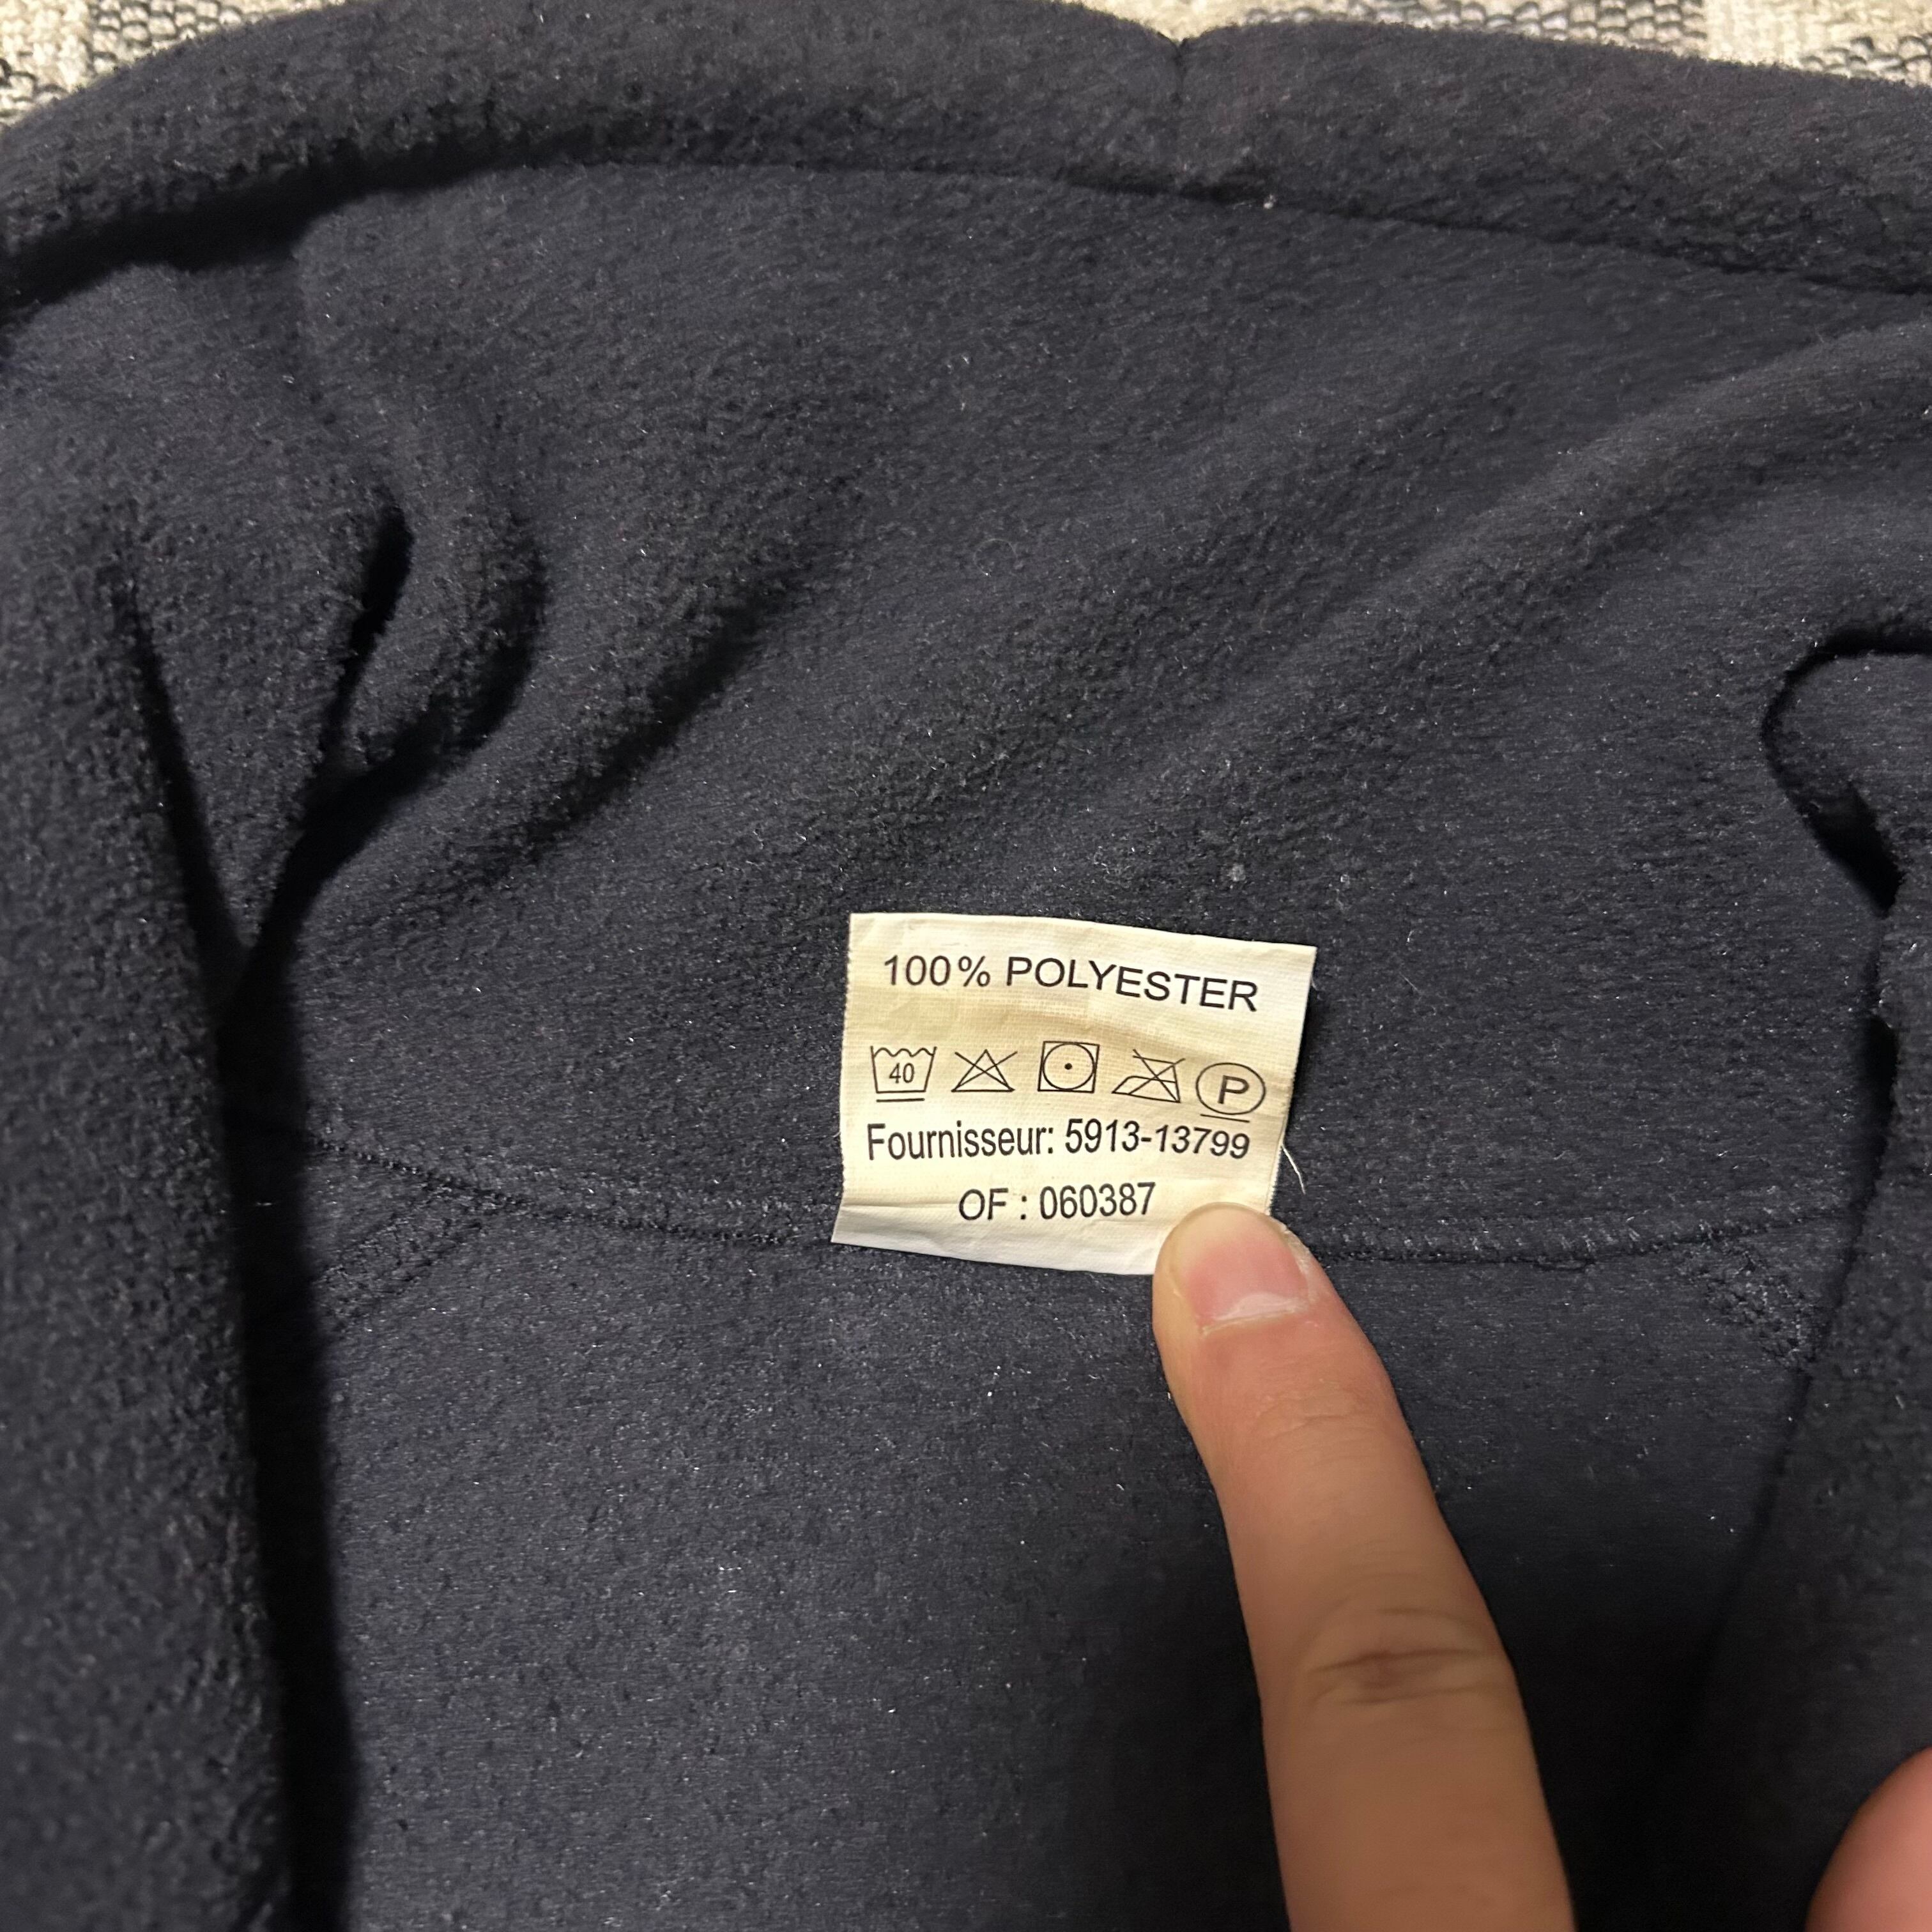 100% POLYESTER
40 P
Fournisseur: 5913-13799
OF : 060387